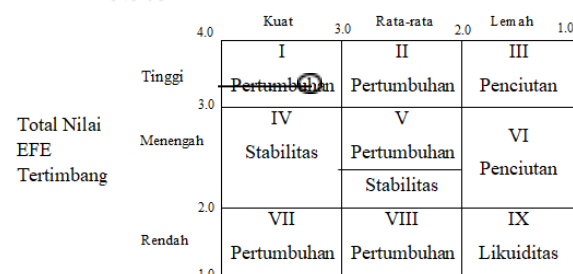 Kuat Rata-rata Lemah
4.0 3.0 2.0 1.0
I II III
Tinggi Pertumbuhan Pertumbuhan Penciutan
3.0
IV V VI
Total Nilai
EFE
Tertimbang
Menengah Stabilitas Pertumbuhan Penciutan
Stabilitas
2.0
VII VIII IX
Rendah Pertumbuhan Pertumbuhan Likuiditas
1.0